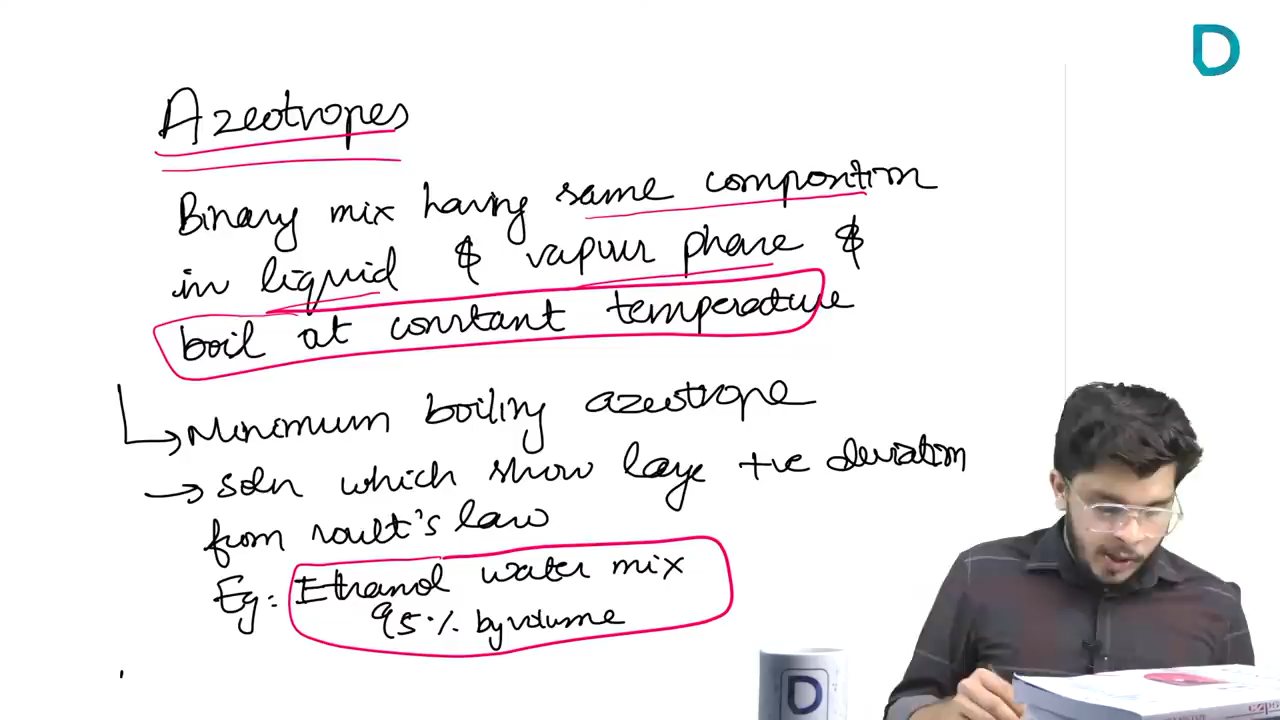 Azeotropes
Binary mix having same composition
in liquid & vapour phase &
boil at constant temperature
Minimum boiling azeotrope
→ soln which show large +ve deviation
from roult's law
Eg: Ethanol water mix
95% by volume
D
D